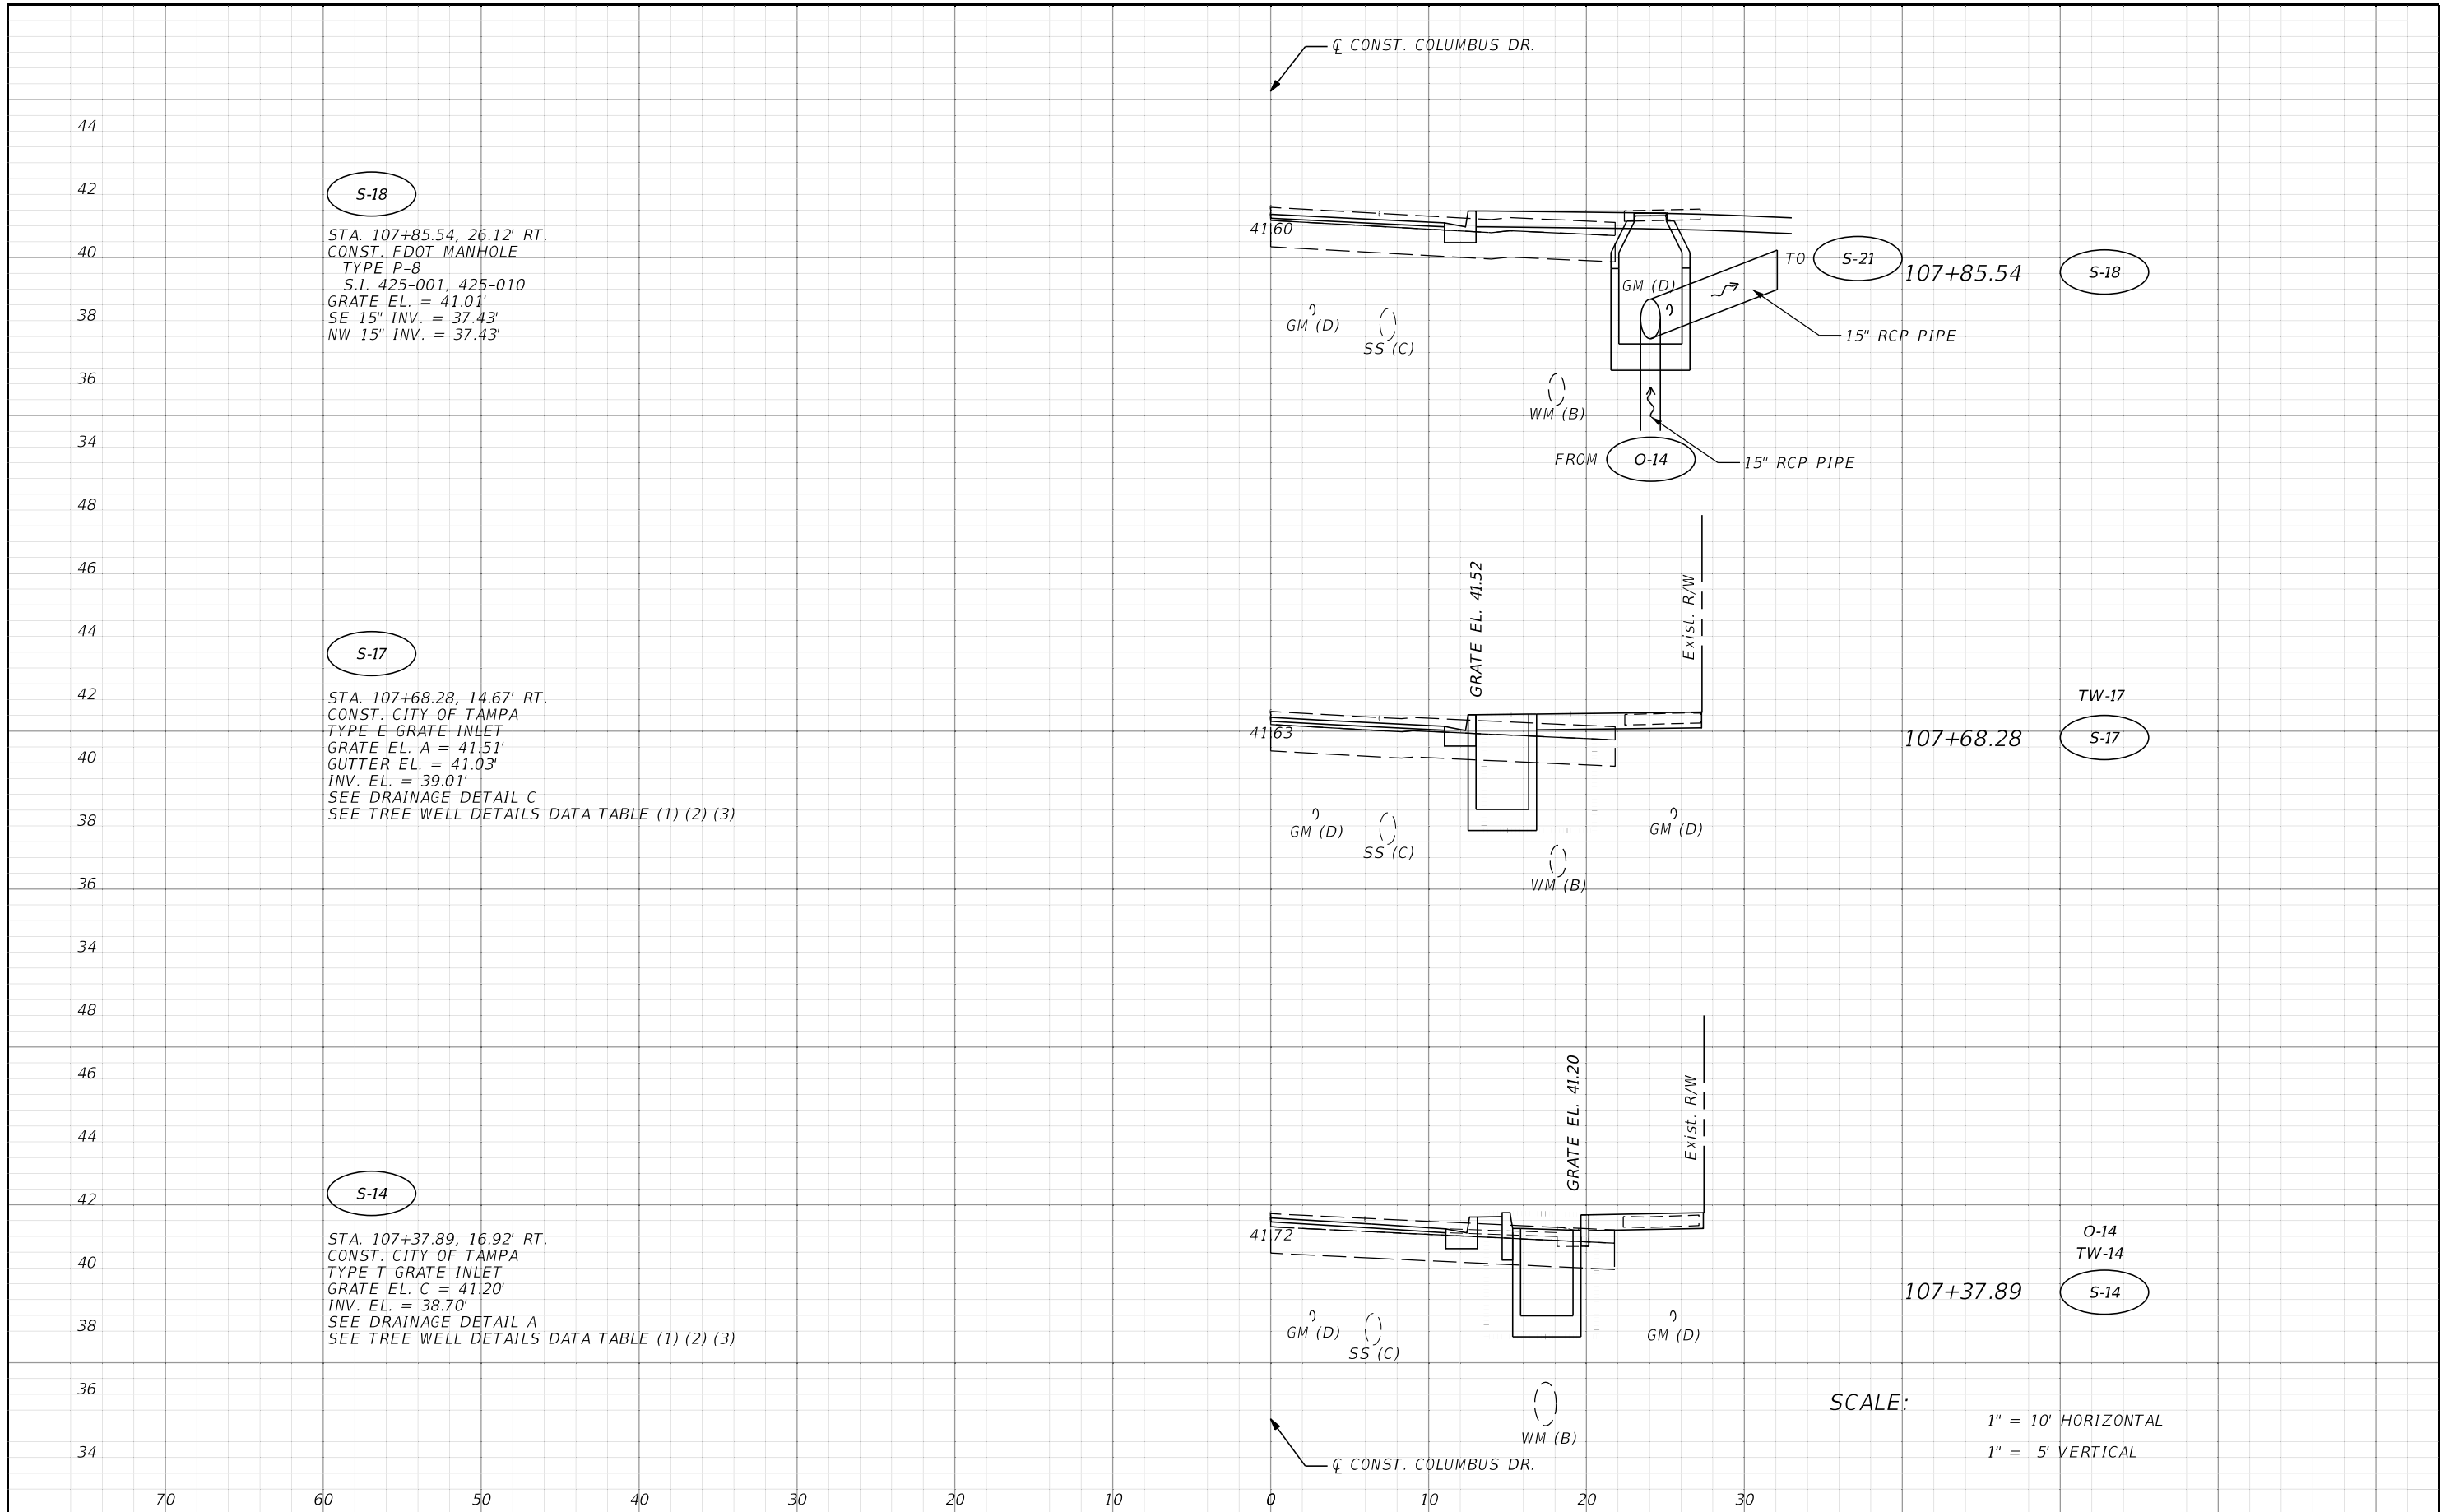 ℄ CONST. COLUMBUS DR.
44
42
40
38
36
34
S-18
STA. 107+85.54, 26.12' RT.
CONST. FDOT MANHOLE
TYPE P-8
S.I. 425-001, 425-010
GRATE EL. = 41.01'
SE 15" INV. = 37.43'
NW 15" INV. = 37.43'
41.60
GM (D)
SS (C)
WM (B)
GM (D)
TO S-21
15" RCP PIPE
FROM O-14
15" RCP PIPE
107+85.54
S-18
48
46
44
42
40
38
36
34
S-17
STA. 107+68.28, 14.67' RT.
CONST. CITY OF TAMPA
TYPE E GRATE INLET
GRATE EL. A = 41.51'
GUTTER EL. = 41.03'
INV. EL. = 39.01'
SEE DRAINAGE DETAIL C
SEE TREE WELL DETAILS DATA TABLE (1) (2) (3)
GRATE EL. 41.52
Exist. R/W
41.63
GM (D)
SS (C)
WM (B)
GM (D)
107+68.28
TW-17
S-17
48
46
44
42
40
38
36
34
S-14
STA. 107+37.89, 16.92' RT.
CONST. CITY OF TAMPA
TYPE T GRATE INLET
GRATE EL. C = 41.20'
INV. EL. = 38.70'
SEE DRAINAGE DETAIL A
SEE TREE WELL DETAILS DATA TABLE (1) (2) (3)
GRATE EL. 41.20
Exist. R/W
41.72
GM (D)
SS (C)
WM (B)
GM (D)
107+37.89
O-14
TW-14
S-14
℄ CONST. COLUMBUS DR.
SCALE:
1" = 10' HORIZONTAL
1" = 5' VERTICAL
70 60 50 40 30 20 10 0 10 20 30